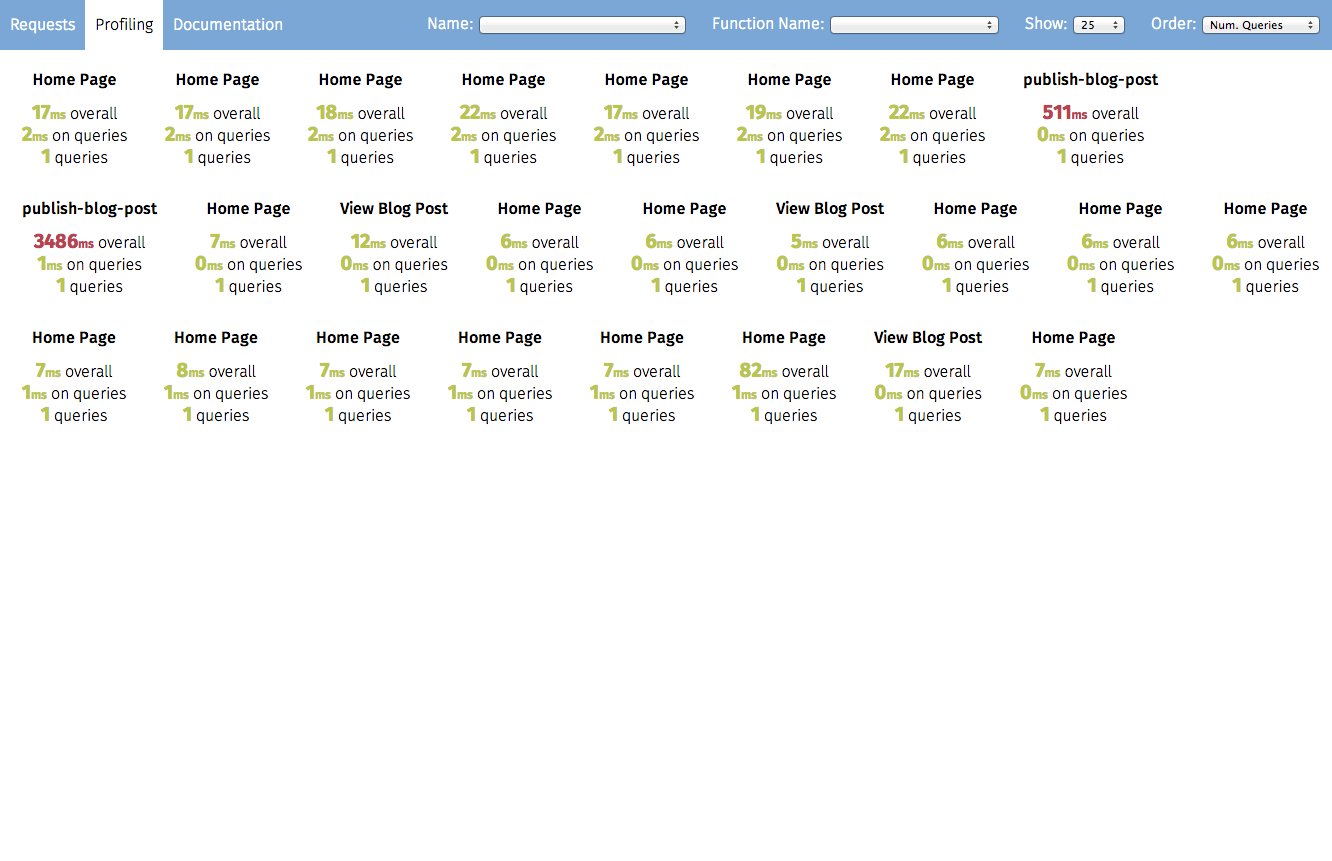 Requests Profiling Documentation Name: Function Name: Show: 25 Order: Num. Queries
Home Page Home Page Home Page Home Page Home Page Home Page Home Page publish-blog-post
17ms overall 17ms overall 18ms overall 22ms overall 17ms overall 19ms overall 22ms overall 511ms overall
2ms on queries 2ms on queries 2ms on queries 2ms on queries 2ms on queries 2ms on queries 2ms on queries 0ms on queries
1 queries 1 queries 1 queries 1 queries 1 queries 1 queries 1 queries 1 queries
publish-blog-post Home Page View Blog Post Home Page Home Page View Blog Post Home Page Home Page Home Page
3486ms overall 7ms overall 12ms overall 6ms overall 6ms overall 5ms overall 6ms overall 6ms overall 6ms overall
1ms on queries 0ms on queries 0ms on queries 0ms on queries 0ms on queries 0ms on queries 0ms on queries 0ms on queries 0ms on queries
1 queries 1 queries 1 queries 1 queries 1 queries 1 queries 1 queries 1 queries 1 queries
Home Page Home Page Home Page Home Page Home Page Home Page View Blog Post Home Page
7ms overall 8ms overall 7ms overall 7ms overall 7ms overall 82ms overall 17ms overall 7ms overall
1ms on queries 1ms on queries 1ms on queries 1ms on queries 1ms on queries 1ms on queries 0ms on queries 0ms on queries
1 queries 1 queries 1 queries 1 queries 1 queries 1 queries 1 queries 1 queries